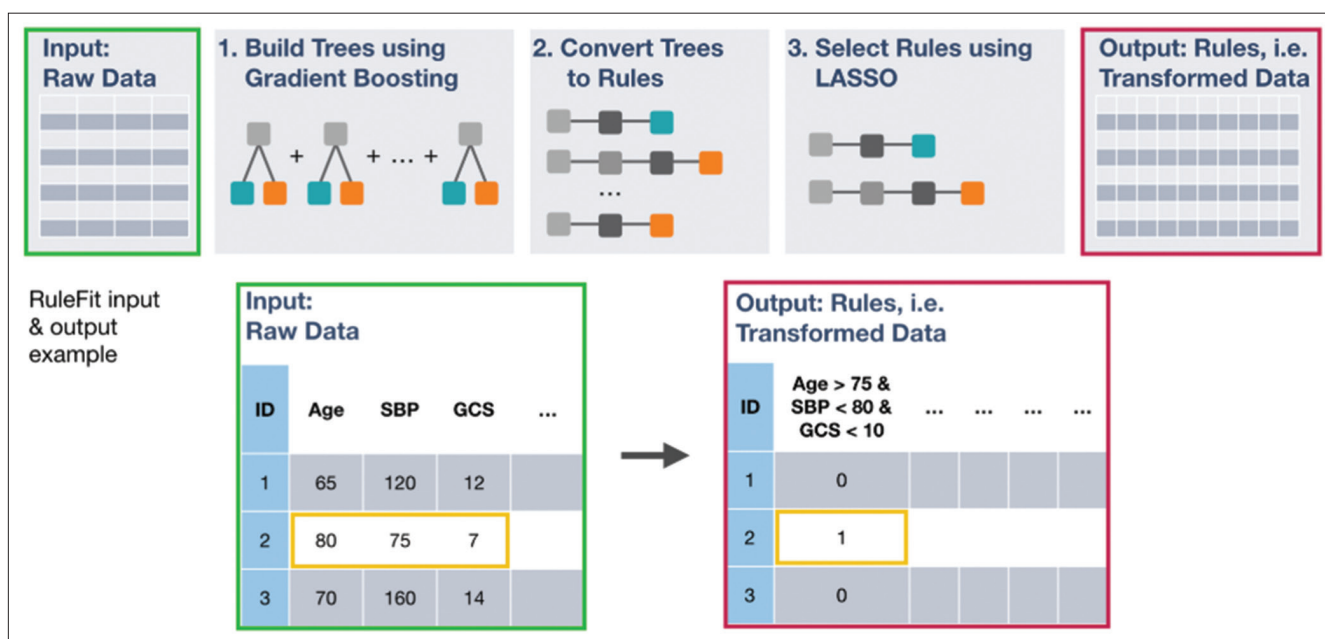 Input:
Raw Data
1. Build Trees using
Gradient Boosting
+ + ... +
2. Convert Trees
to Rules
...
3. Select Rules using
LASSO
Output: Rules, i.e.
Transformed Data
RuleFit input
& output
example
Input:
Raw Data
ID Age SBP GCS ...
1 65 120 12
2 80 75 7
3 70 160 14
Output: Rules, i.e.
Transformed Data
Age > 75 &
SBP < 80 &
GCS < 10
ID ... ... ... ...
1 0
2 1
3 0